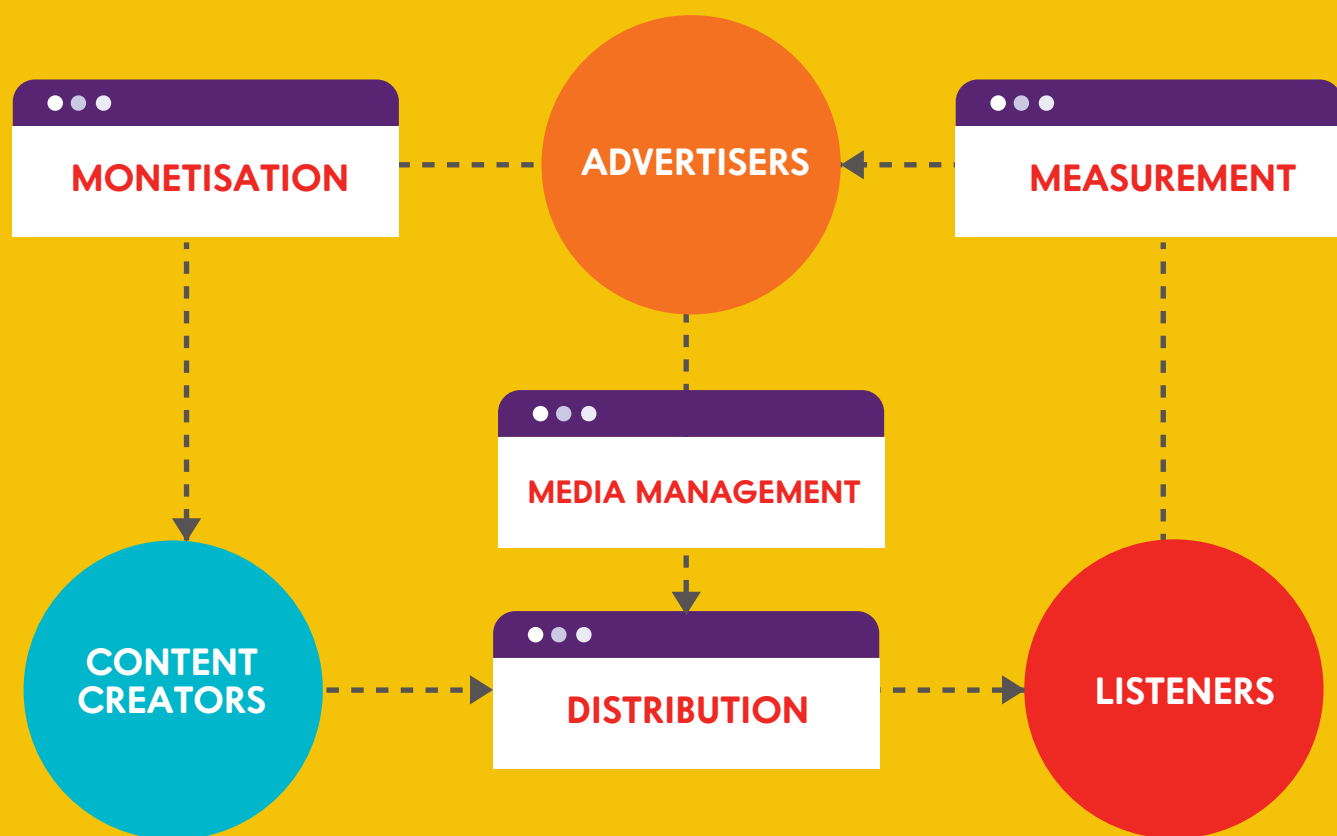 MONETISATION
ADVERTISERS
MEASUREMENT
MEDIA MANAGEMENT
CONTENT
CREATORS
DISTRIBUTION
LISTENERS